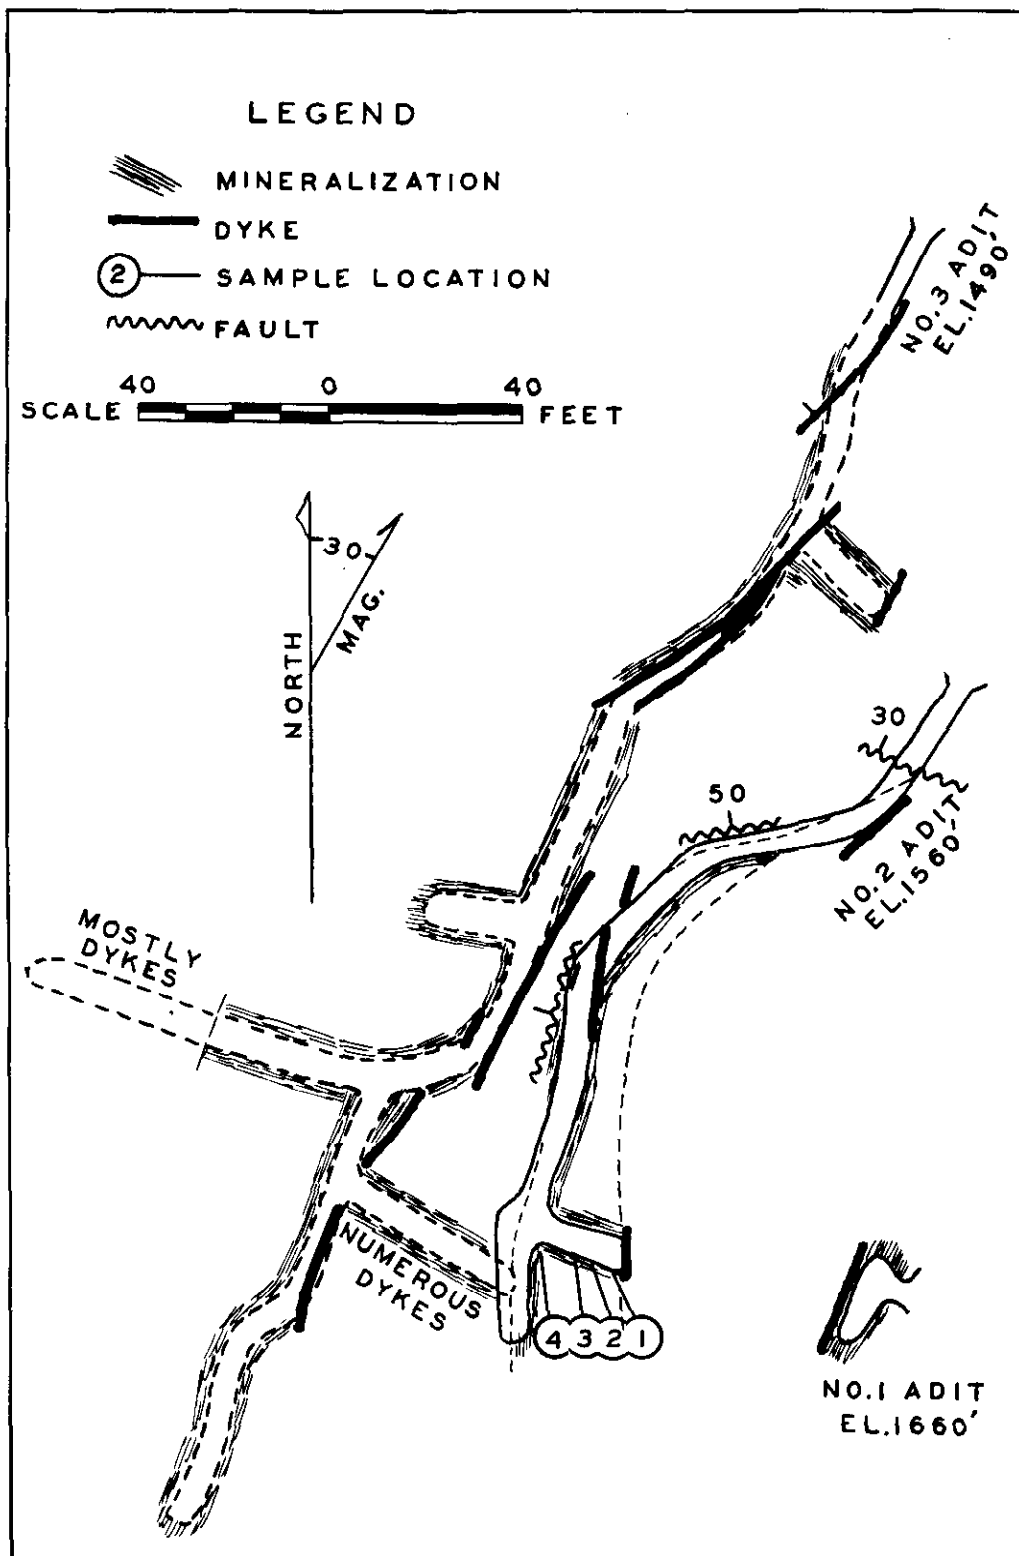 LEGEND
MINERALIZATION
DYKE
2 SAMPLE LOCATION
FAULT
40 0 40
SCALE FEET
NO.3 ADIT
EL.1490'
30
MAG.
NORTH
30
50
NO.2 ADIT
EL.1560'
MOSTLY
DYKES
NUMEROUS
DYKES
4 3 2 1
NO.1 ADIT
EL.1660'